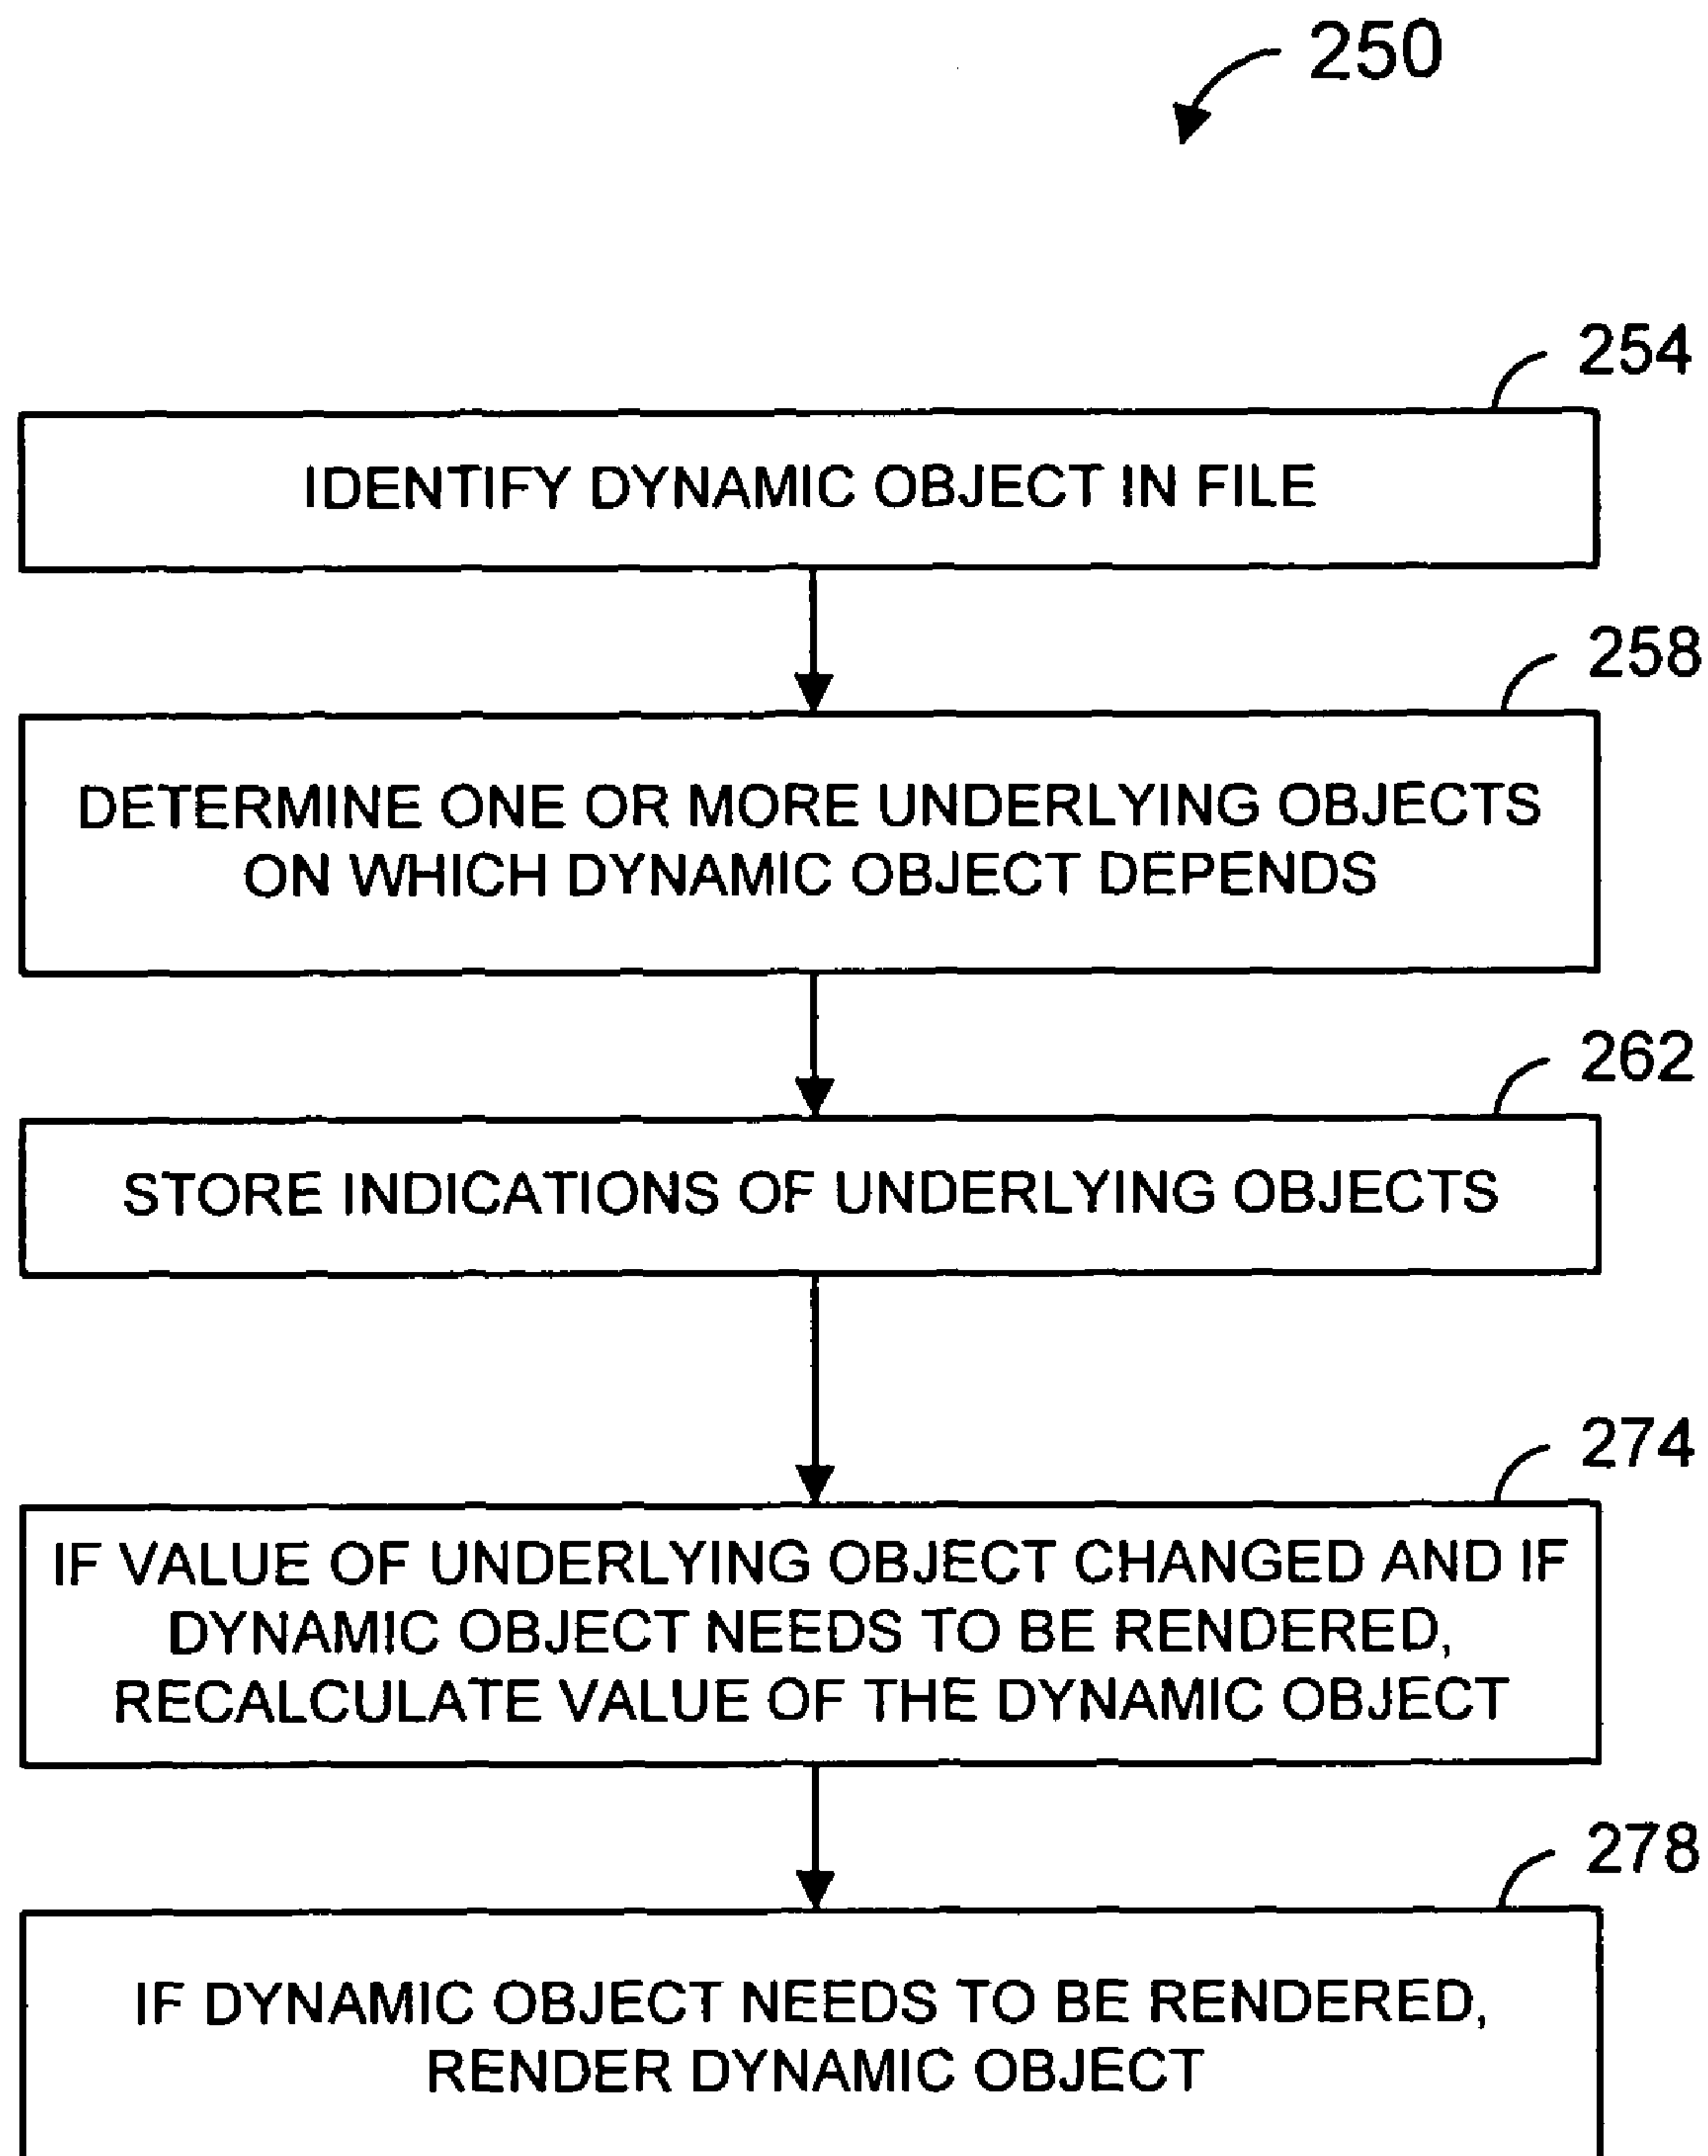 250
254
IDENTIFY DYNAMIC OBJECT IN FILE
258
DETERMINE ONE OR MORE UNDERLYING OBJECTS
ON WHICH DYNAMIC OBJECT DEPENDS
262
STORE INDICATIONS OF UNDERLYING OBJECTS
274
IF VALUE OF UNDERLYING OBJECT CHANGED AND IF
DYNAMIC OBJECT NEEDS TO BE RENDERED,
RECALCULATE VALUE OF THE DYNAMIC OBJECT
278
IF DYNAMIC OBJECT NEEDS TO BE RENDERED,
RENDER DYNAMIC OBJECT